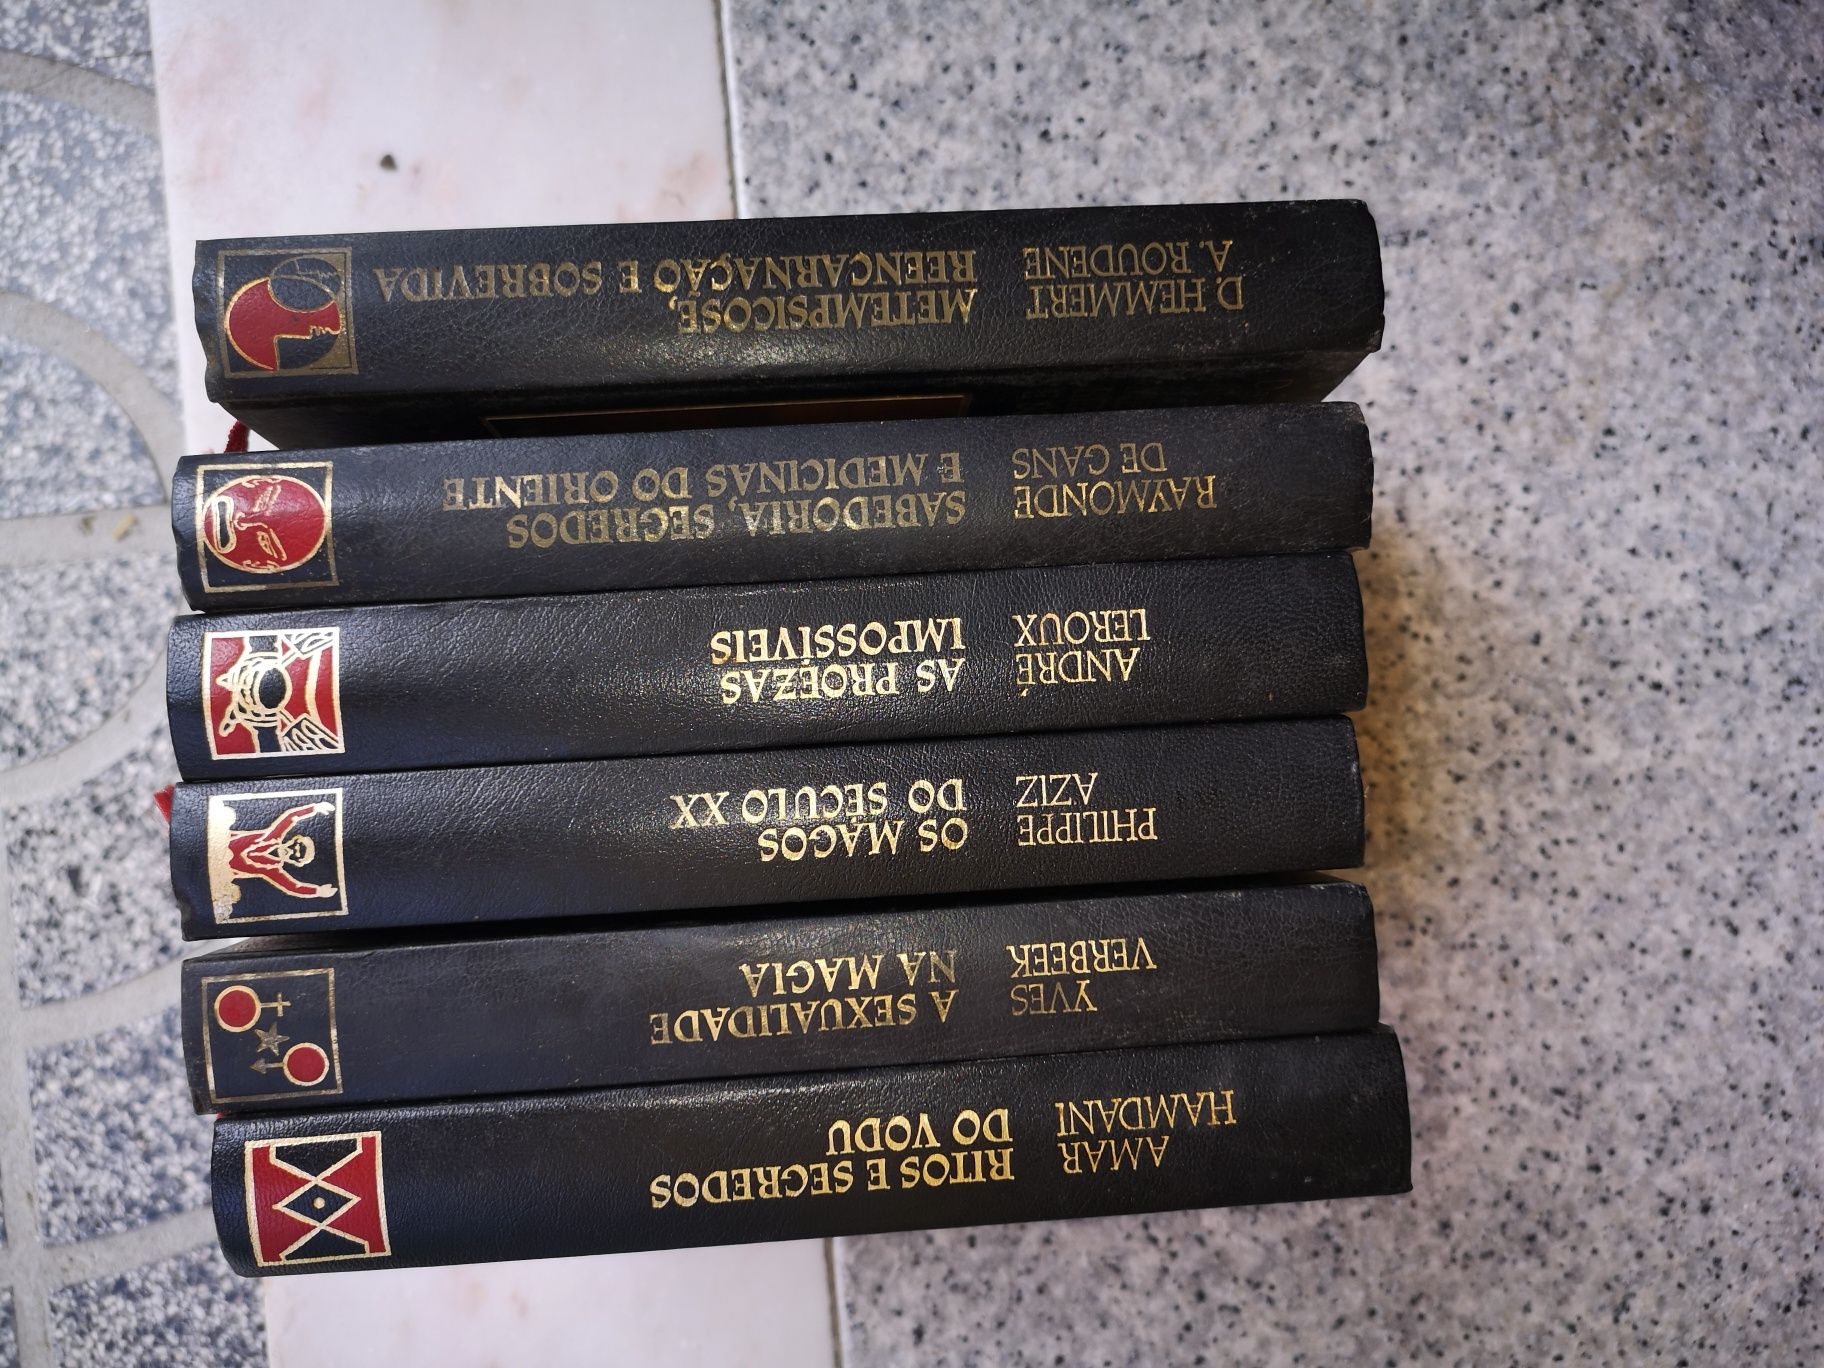 D. HEMMERT
A. ROUDENE
METEMPSICOSE,
REENCARNAÇÃO E SOBREVIDA
RAYMONDE
DE GANS
SABEDORIA, SEGREDOS
E MEDICINAS DO ORIENTE
ANDRÉ
LEROUX
AS PROEZAS
IMPOSSÍVEIS
PHILIPPE
AZIZ
OS MAGOS
DO SÉCULO XX
YVES
VERBEEK
A SEXUALIDADE
NA MAGIA
AMAR
HAMDANI
RITOS E SEGREDOS
DO VODU